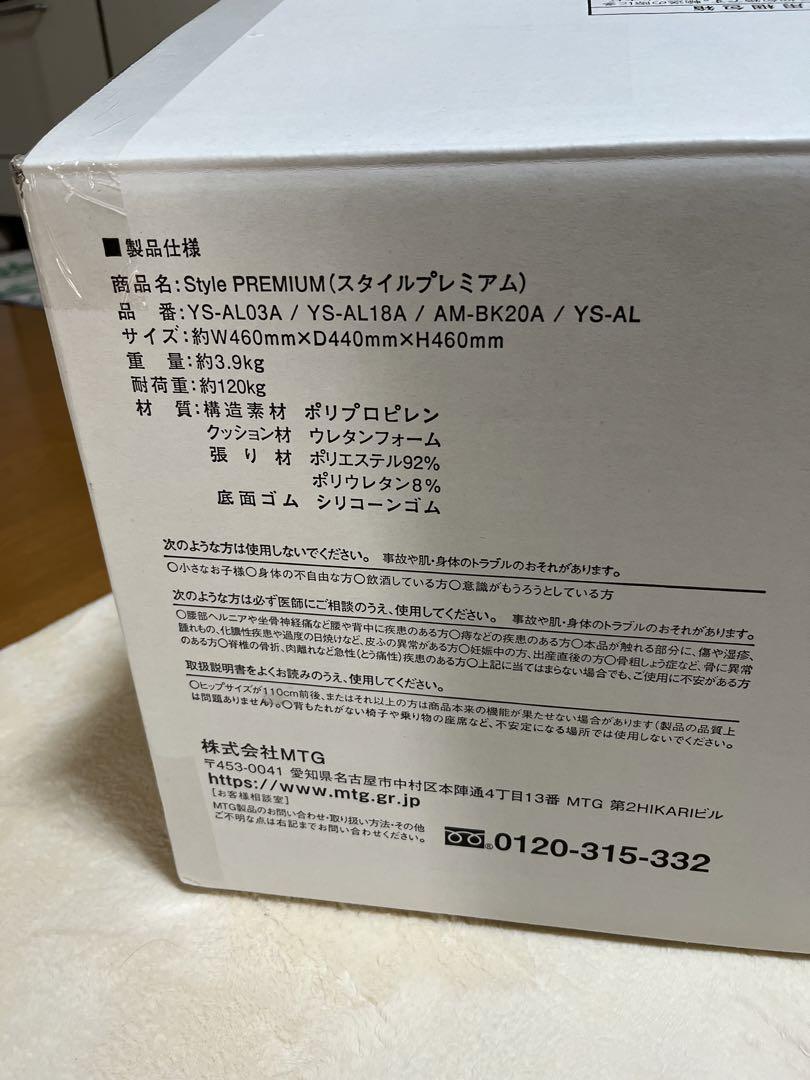 用梱包箱
■製品仕様
商品名:Style PREMIUM(スタイルプレミアム)
品 番:YS-AL03A / YS-AL18A / AM-BK20A / YS-AL
サイズ:約W460mm×D440mm×H460mm
重 量:約3.9kg
耐荷重:約120kg
材 質:構造素材 ポリプロピレン
クッション材 ウレタンフォーム
張り材 ポリエステル92%
ポリウレタン8%
底面ゴム シリコーンゴム
次のような方は使用しないでください。 事故や肌・身体のトラブルのおそれがあります。
○小さなお子様○身体の不自由な方○飲酒している方○意識がもうろうとしている方
次のような方は必ず医師にご相談のうえ、使用してください。 事故や肌・身体のトラブルのおそれがあります。
○腰部ヘルニアや坐骨神経痛など腰や背中に疾患のある方○痔などの疾患のある方○本品が触れる部分に、傷や湿疹、
腫れもの、化膿性疾患や過度の日焼けなど、皮ふの異常がある方○妊娠中の方、出産直後の方○骨粗しょう症など、骨に異常
のある方○脊椎の骨折、肉離れなど急性(とう痛性)疾患のある方○上記に当てはまらない場合でも、ご使用に不安がある方
取扱説明書をよくお読みのうえ、使用してください。
○ヒップサイズが110cm前後、またはそれ以上の方は商品本来の機能が果たせない場合があります(製品の品質上
は問題ありません)。○背もたれがない椅子や乗り物の座席など、不安定になる場所では使用しないでください。
株式会社MTG
〒453-0041 愛知県名古屋市中村区本陣通4丁目13番 MTG 第2HIKARIビル
https://www.mtg.gr.jp
[お客様相談室]
MTG製品のお問い合わせ・取り扱い方法・その他
ご不明な点は右記までお問い合わせください。
0120-315-332